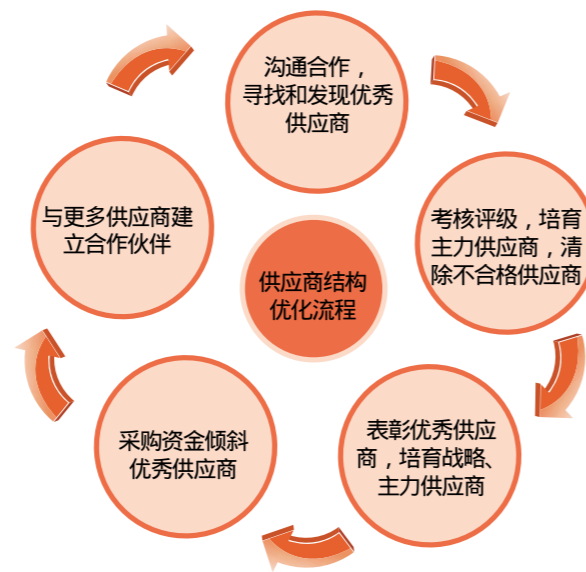 沟通合作，
寻找和发现优秀
供应商
考核评级，培育
主力供应商，清
除不合格供应商
表彰优秀供应
商，培育战略、
主力供应商
采购资金倾斜
优秀供应商
与更多供应商建
立合作伙伴
供应商结构
优化流程